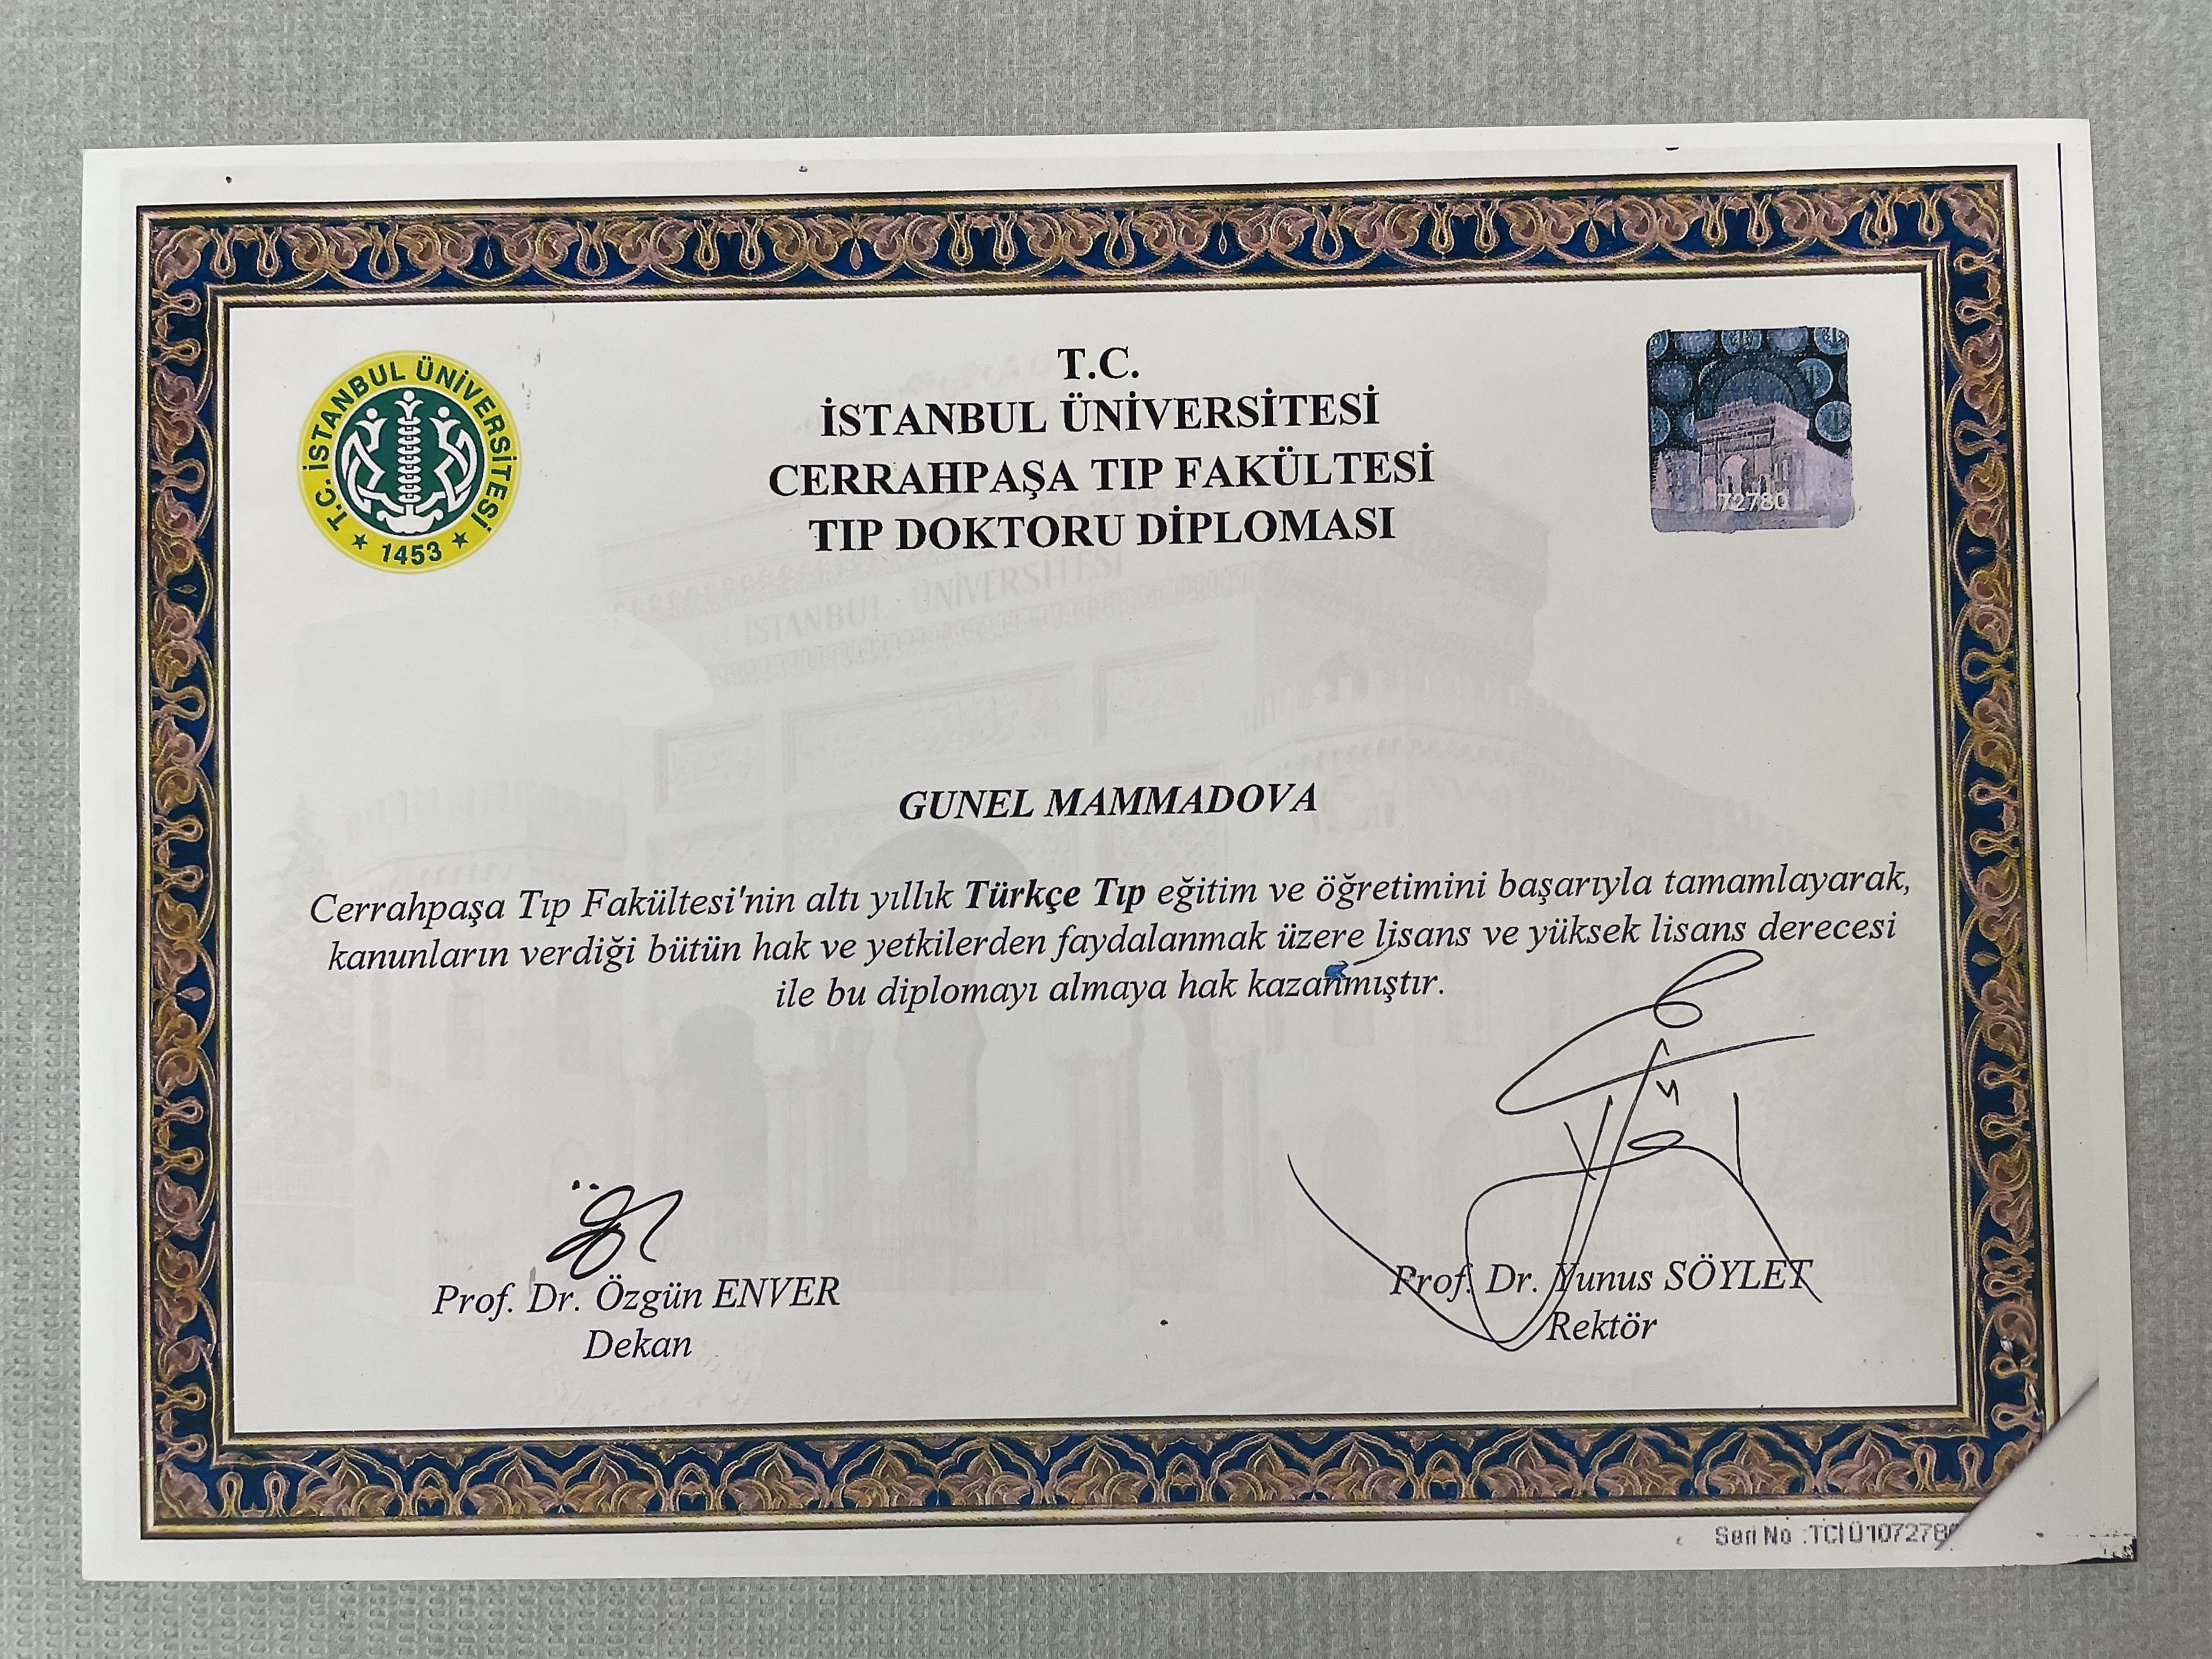 T.C. İSTANBUL ÜNİVERSİTESİ
★ 1453 ★
T.C.
İSTANBUL ÜNİVERSİTESİ
CERRAHPAŞA TIP FAKÜLTESİ
TIP DOKTORU DİPLOMASI
72780
İSTANBUL ÜNİVERSİTESİ
GUNEL MAMMADOVA
Cerrahpaşa Tıp Fakültesi'nin altı yıllık Türkçe Tıp eğitim ve öğretimini başarıyla tamamlayarak,
kanunların verdiği bütün hak ve yetkilerden faydalanmak üzere lisans ve yüksek lisans derecesi
ile bu diplomayı almaya hak kazanmıştır.
Prof. Dr. Özgün ENVER
Dekan
Prof. Dr. Yunus SÖYLET
Rektör
Seri No :TCİÜ1072780